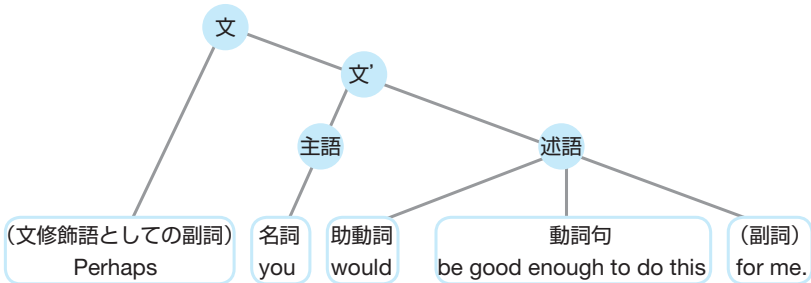 文
文'
主語
述語
（文修飾語としての副詞）
Perhaps
名詞
you
助動詞
would
動詞句
be good enough to do this
（副詞）
for me.